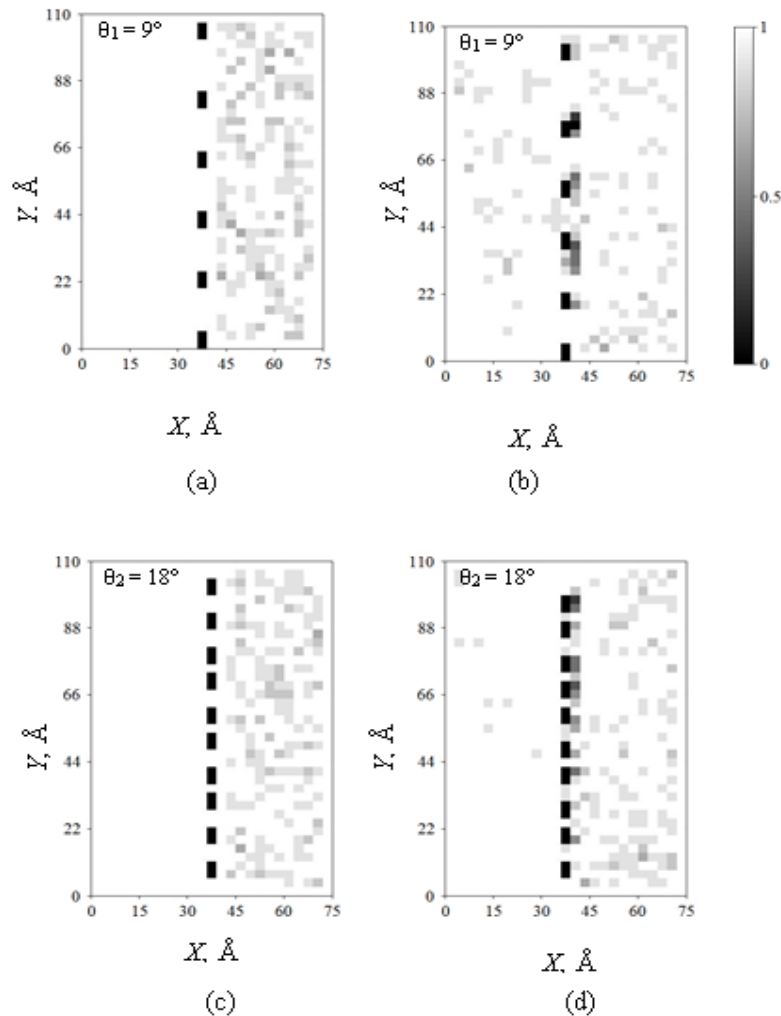 θ1 = 9°
110
88
66
44
22
0
Y. Å
0 15 30 45 60 75
X, Å
(a)
θ1 = 9°
110
88
66
44
22
0
Y, Å
0 15 30 45 60 75
X, Å
(b)
1
0.5
0
θ2 = 18°
110
88
66
44
22
0
Y, Å
0 15 30 45 60 75
X, Å
(c)
θ2 = 18°
110
88
66
44
22
0
Y, Å
0 15 30 45 60 75
X, Å
(d)